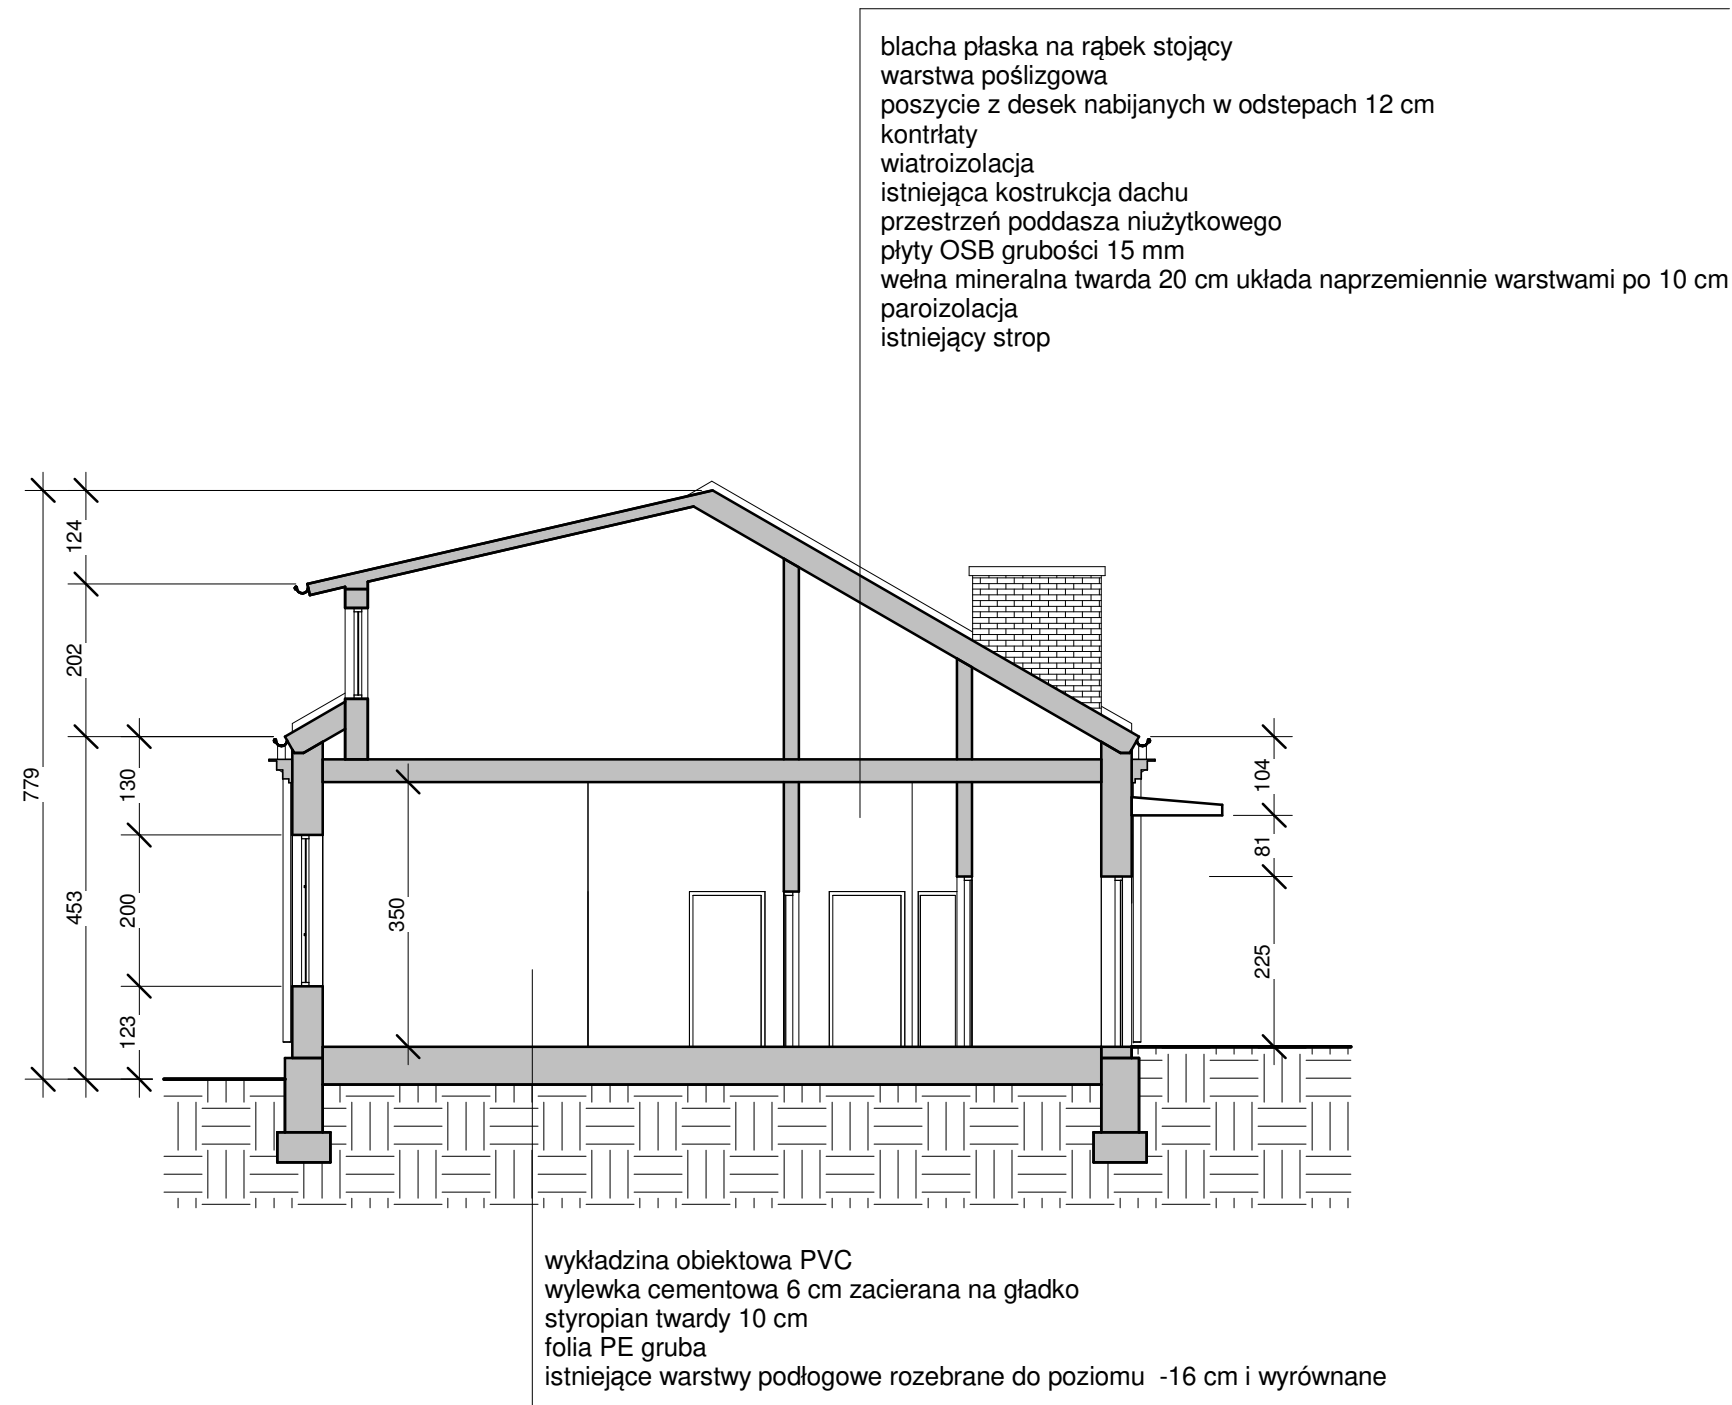 blacha płaska na rąbek stojący
warstwa poślizgowa
poszycie z desek nabijanych w odstepach 12 cm
kontrłaty
wiatroizolacja
istniejąca kostrukcja dachu
przestrzeń poddasza niużytkowego
płyty OSB grubości 15 mm
wełna mineralna twarda 20 cm układa naprzemiennie warstwami po 10 cm
paroizolacja
istniejący strop
124
202
779
130
453
200
123
350
104
81
225
wykładzina obiektowa PVC
wylewka cementowa 6 cm zacierana na gładko
styropian twardy 10 cm
folia PE gruba
istniejące warstwy podłogowe rozebrane do poziomu  -16 cm i wyrównane